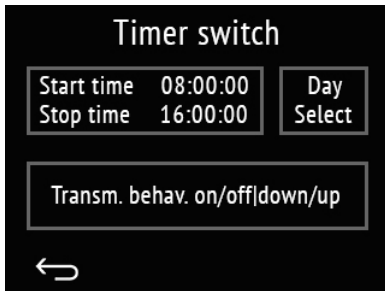 Timer switch
Start time 08:00:00
Stop time 16:00:00
Day
Select
Transm. behav. on/off|down/up